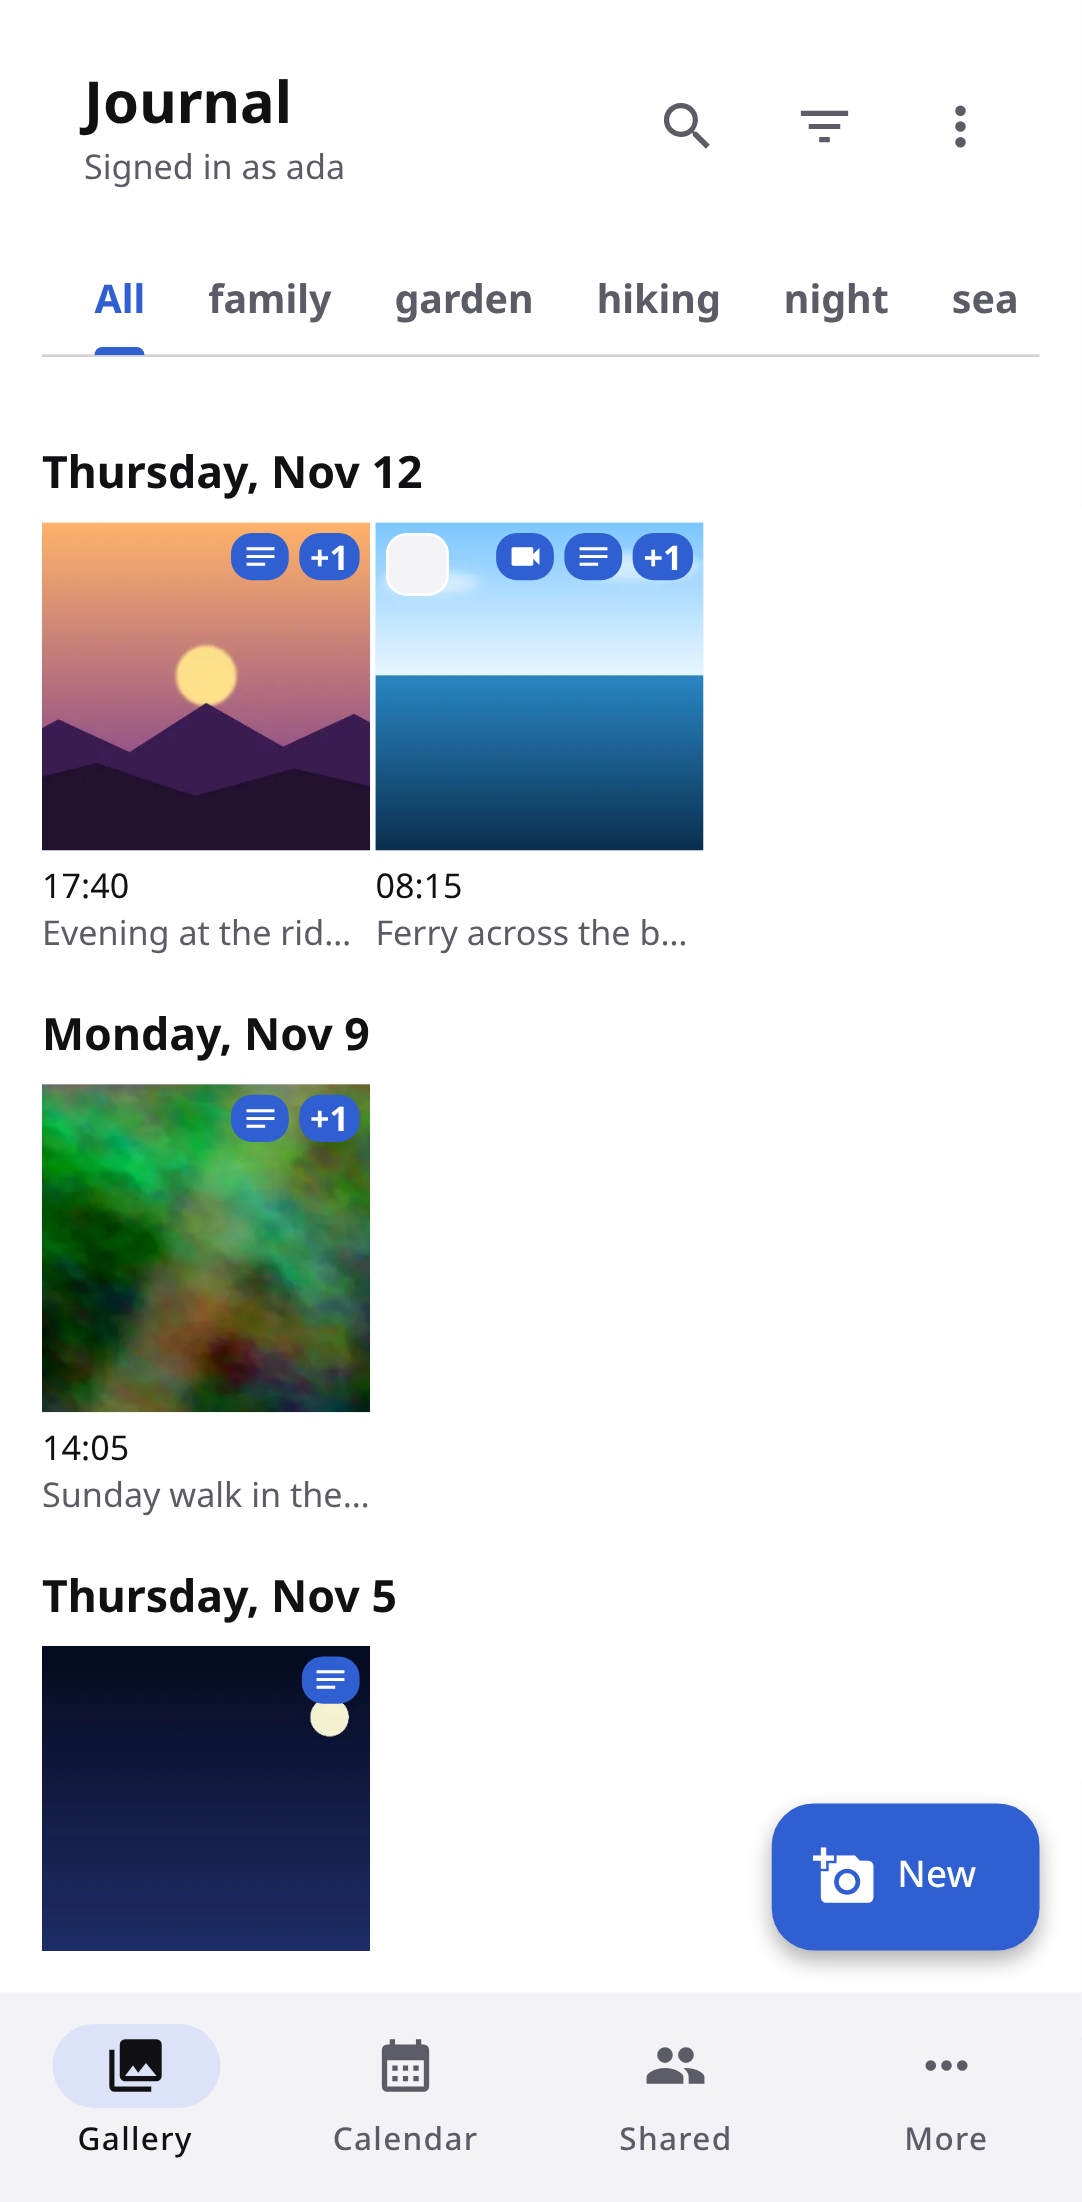 Journal
Signed in as ada
All family garden hiking night sea
Thursday, Nov 12
+1 +1
17:40 08:15
Evening at the rid... Ferry across the b...
Monday, Nov 9
+1
14:05
Sunday walk in the...
Thursday, Nov 5
New
Gallery Calendar Shared More